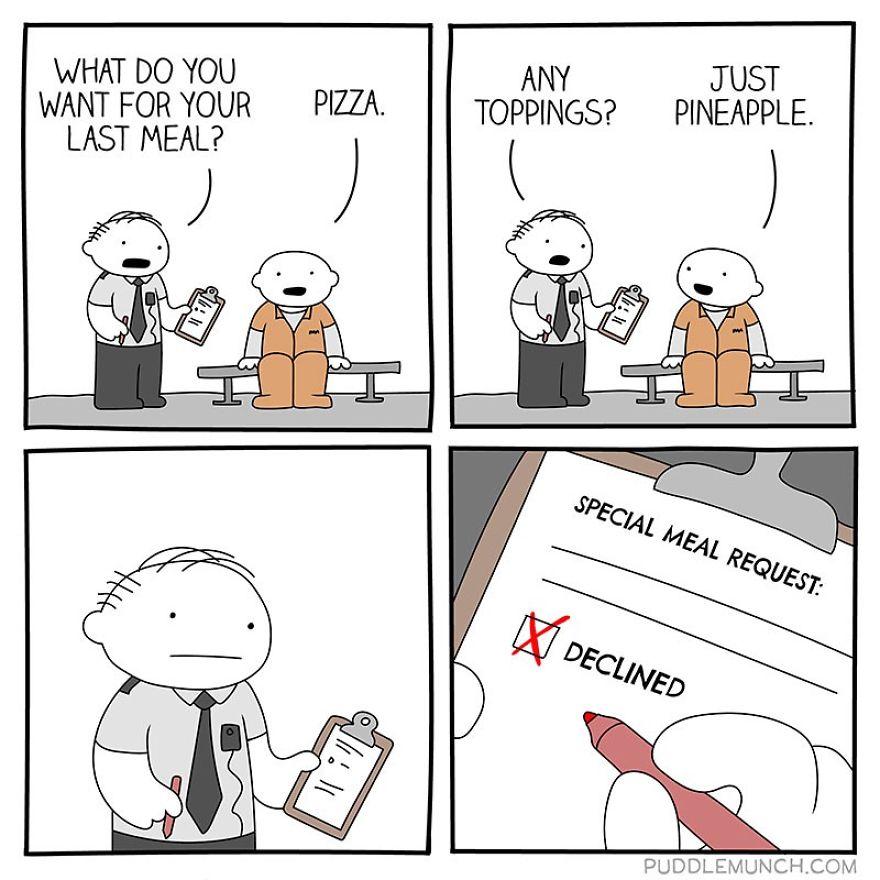 WHAT DO YOU
WANT FOR YOUR
LAST MEAL?
PIZZA.
ANY
TOPPINGS?
JUST
PINEAPPLE.
SPECIAL MEAL REQUEST:
DECLINED
PUDDLEMUNCH.COM